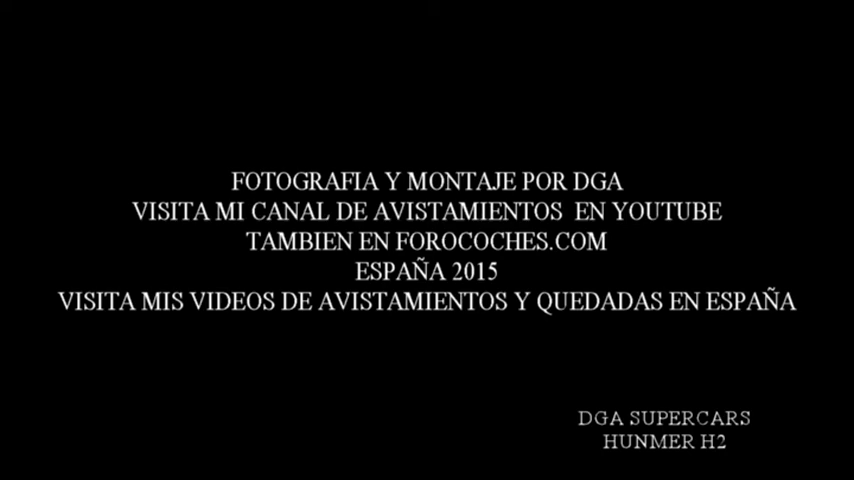 FOTOGRAFIA Y MONTAJE POR DGA
VISITA MI CANAL DE AVISTAMIENTOS EN YOUTUBE
TAMBIEN EN FOROCOCHES.COM
ESPAÑA 2015
VISITA MIS VIDEOS DE AVISTAMIENTOS Y QUEDADAS EN ESPAÑA
DGA SUPERCARS
HUNMER H2